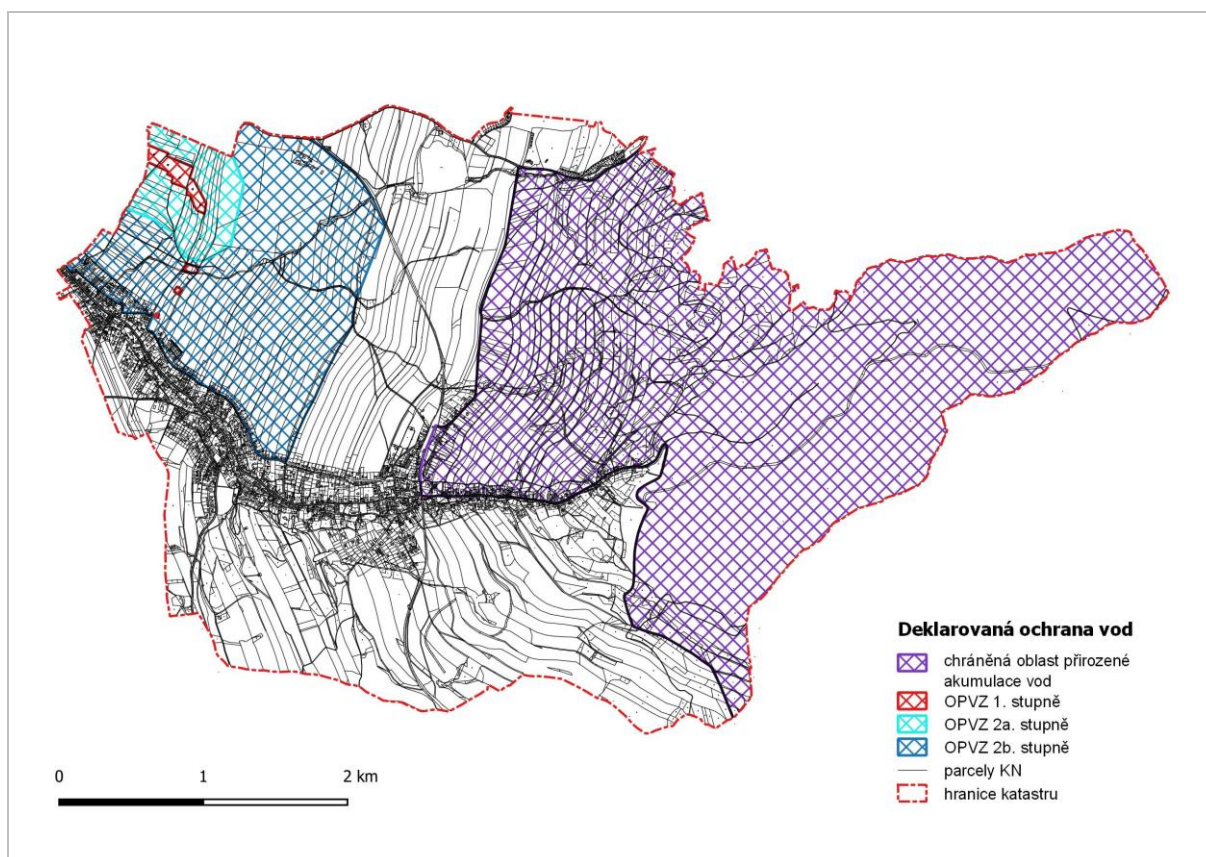 Deklarovaná ochrana vod
chráněná oblast přirozené
akumulace vod
OPVZ 1. stupně
OPVZ 2a. stupně
OPVZ 2b. stupně
parcely KN
hranice katastru
0 1 2 km